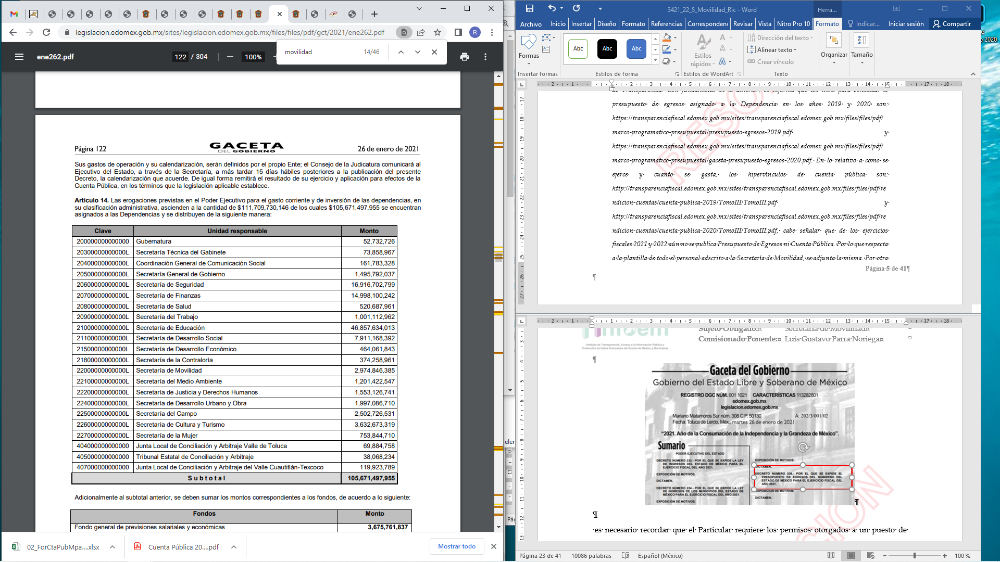 legislacion.edomex.gob.mx/sites/legislacion.edomex.gob.mx/files/files/pdf/gct/2021/ene262.pdf
R
movilidad
14/46
ene262.pdf
122 / 304
100%
Página 122
GACETA
DEL GOBIERNO
26 de enero de 2021
Sus gastos de operación y su calendarización, serán definidos por el propio Ente; el Consejo de la Judicatura comunicará al
Ejecutivo del Estado, a través de la Secretaría, a más tardar 15 días hábiles posteriores a la publicación del presente
Decreto, la calendarización que acuerde. De igual forma remitirá el resultado de su ejercicio y aplicación para efectos de la
Cuenta Pública, en los términos que la legislación aplicable establece.
Artículo 14. Las erogaciones previstas en el Poder Ejecutivo para el gasto corriente y de inversión de las dependencias, en
su clasificación administrativa, ascienden a la cantidad de $111,709,730,146 de los cuales $105,671,497,955 se encuentran
asignados a las Dependencias y se distribuyen de la siguiente manera:
Clave Unidad responsable Monto
200000000000000 Gubernatura 52,732,726
20300000000000L Secretaría Técnica del Gabinete 73,858,967
20400000000000L Coordinación General de Comunicación Social 161,783,328
20500000000000L Secretaría General de Gobierno 1,495,792,037
20600000000000L Secretaría de Seguridad 16,916,702,799
20700000000000L Secretaría de Finanzas 14,998,100,242
20800000000000L Secretaría de Salud 520,687,961
20900000000000L Secretaría del Trabajo 1,001,112,962
21000000000000L Secretaría de Educación 46,857,634,013
21100000000000L Secretaría de Desarrollo Social 7,911,168,392
21500000000000L Secretaría de Desarrollo Económico 464,061,843
21800000000000L Secretaría de la Contraloría 374,258,961
22000000000000L Secretaría de Movilidad 2,974,846,385
22100000000000L Secretaría del Medio Ambiente 1,201,422,547
22200000000000L Secretaría de Justicia y Derechos Humanos 1,553,126,741
22400000000000L Secretaría de Desarrollo Urbano y Obra 1,997,086,710
22500000000000L Secretaría del Campo 2,502,726,531
22600000000000L Secretaría de Cultura y Turismo 3,632,673,319
22700000000000L Secretaría de la Mujer 753,844,710
404000000000000 Junta Local de Conciliación y Arbitraje Valle de Toluca 69,884,758
405000000000000 Tribunal Estatal de Conciliación y Arbitraje 38,068,234
407000000000000 Junta Local de Conciliación y Arbitraje del Valle Cuautitlán-Texcoco 119,923,789
Subtotal 105,671,497,955
Adicionalmente al subtotal anterior, se deben sumar los montos correspondientes a los fondos, de acuerdo a lo siguiente:
Fondos Monto
Fondo general de previsiones salariales y económicas 3,675,761,837
02_ForCtaPubMpa....xlsx
Cuenta Pública 20....pdf
Mostrar todo
3421_22_S_Movilidad_Ric - Word
Herra...
Archivo Inicio Insertar Diseño Formato Referencias Correspondenc Revisar Vista Nitro Pro 10 Formato Indicar... Iniciar sesión Compartir
Formas
Abc Abc Abc
Estilos rápidos
Dirección del texto
Alinear texto
Crear vínculo
Organizar
Tamaño
Insertar formas Estilos de forma Estilos de WordArt Texto
de Transparencia. Con fundamento en lo anterior, se informa que los links para consultar el
presupuesto de egresos asignado a la Dependencia en los años 2019 y 2020 son:
https://transparenciafiscal.edomex.gob.mx/sites/transparenciafiscal.edomex.gob.mx/files/files/pdf/
marco-programatico-presupuestal/presupuesto-egresos-2019.pdf y
https://transparenciafiscal.edomex.gob.mx/sites/transparenciafiscal.edomex.gob.mx/files/files/pdf/
marco-programatico-presupuestal/gaceta-presupuesto-egresos-2020.pdf. En lo relativo a como se
ejerce y cuanto se gasta, los hipervínculos de cuenta pública son:
http://transparenciafiscal.edomex.gob.mx/sites/transparenciafiscal.edomex.gob.mx/files/files/pdf/re
ndicion-cuentas/cuenta-publica-2019/TomoIII/TomoIII.pdf y
http://transparenciafiscal.edomex.gob.mx/sites/transparenciafiscal.edomex.gob.mx/files/files/pdf/re
ndicion-cuentas/cuenta-publica-2020/TomoIII/TomoIII.pdf, cabe señalar que de los ejercicios
fiscales 2021 y 2022 aún no se publica Presupuesto de Egresos ni Cuenta Pública. Por lo que respecta
a la plantilla de todo el personal adscrito a la Secretaría de Movilidad, se adjunta la misma. Por otra
Página 5 de 41
Instituto de Transparencia, Acceso a la Información Pública y
Protección de Datos Personales del Estado de México y Municipios
Sujeto Obligado: Secretaría de Movilidad
Comisionado Ponente: Luis Gustavo Parra Noriega
Gaceta del Gobierno
Gobierno del Estado Libre y Soberano de México
REGISTRO DGC NÚM. 001 1021 CARACTERÍSTICAS 113282801
edomex.gob.mx
legislacion.edomex.gob.mx
Mariano Matamoros Sur núm. 308 C.P. 50130 A: 202/3/001/02
Fecha: Toluca de Lerdo, Méx., martes 26 de enero de 2021
"2021. Año de la Consumación de la Independencia y la Grandeza de México".
Sumario
PODER EJECUTIVO DEL ESTADO
DECRETO NÚMERO 233.- POR EL QUE SE EXPIDE LA LEY
DE INGRESOS DEL ESTADO DE MÉXICO PARA EL
EJERCICIO FISCAL DEL AÑO 2021.
EXPOSICIÓN DE MOTIVOS.
DICTAMEN.
DECRETO NÚMERO 234.- POR EL QUE SE EXPIDE LA LEY
DE INGRESOS DE LOS MUNICIPIOS DEL ESTADO DE
MÉXICO PARA EL EJERCICIO FISCAL DEL AÑO 2021.
EXPOSICIÓN DE MOTIVOS.
EXPOSICIÓN DE MOTIVOS.
DICTAMEN.
DECRETO NÚMERO 236.- POR EL QUE SE EXPIDE EL
PRESUPUESTO DE EGRESOS DEL GOBIERNO DEL
ESTADO DE MÉXICO PARA EL EJERCICIO FISCAL DEL
AÑO 2021.
EXPOSICIÓN DE MOTIVOS.
DICTAMEN.
es necesario recordar que el Particular requiere los permisos otorgados a un puesto de
Página 23 de 41 10086 palabras Español (México) 100 %